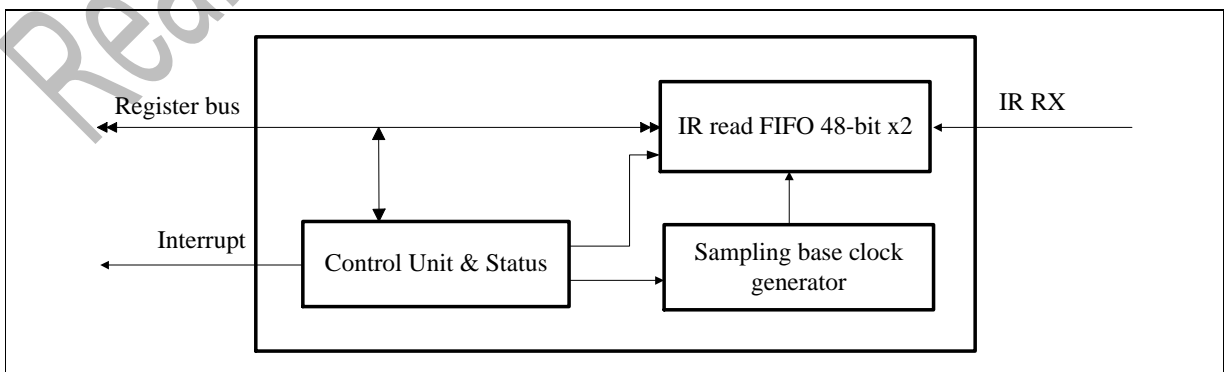 Register bus
IR read FIFO 48-bit x2
IR RX
Interrupt
Control Unit & Status
Sampling base clock
generator